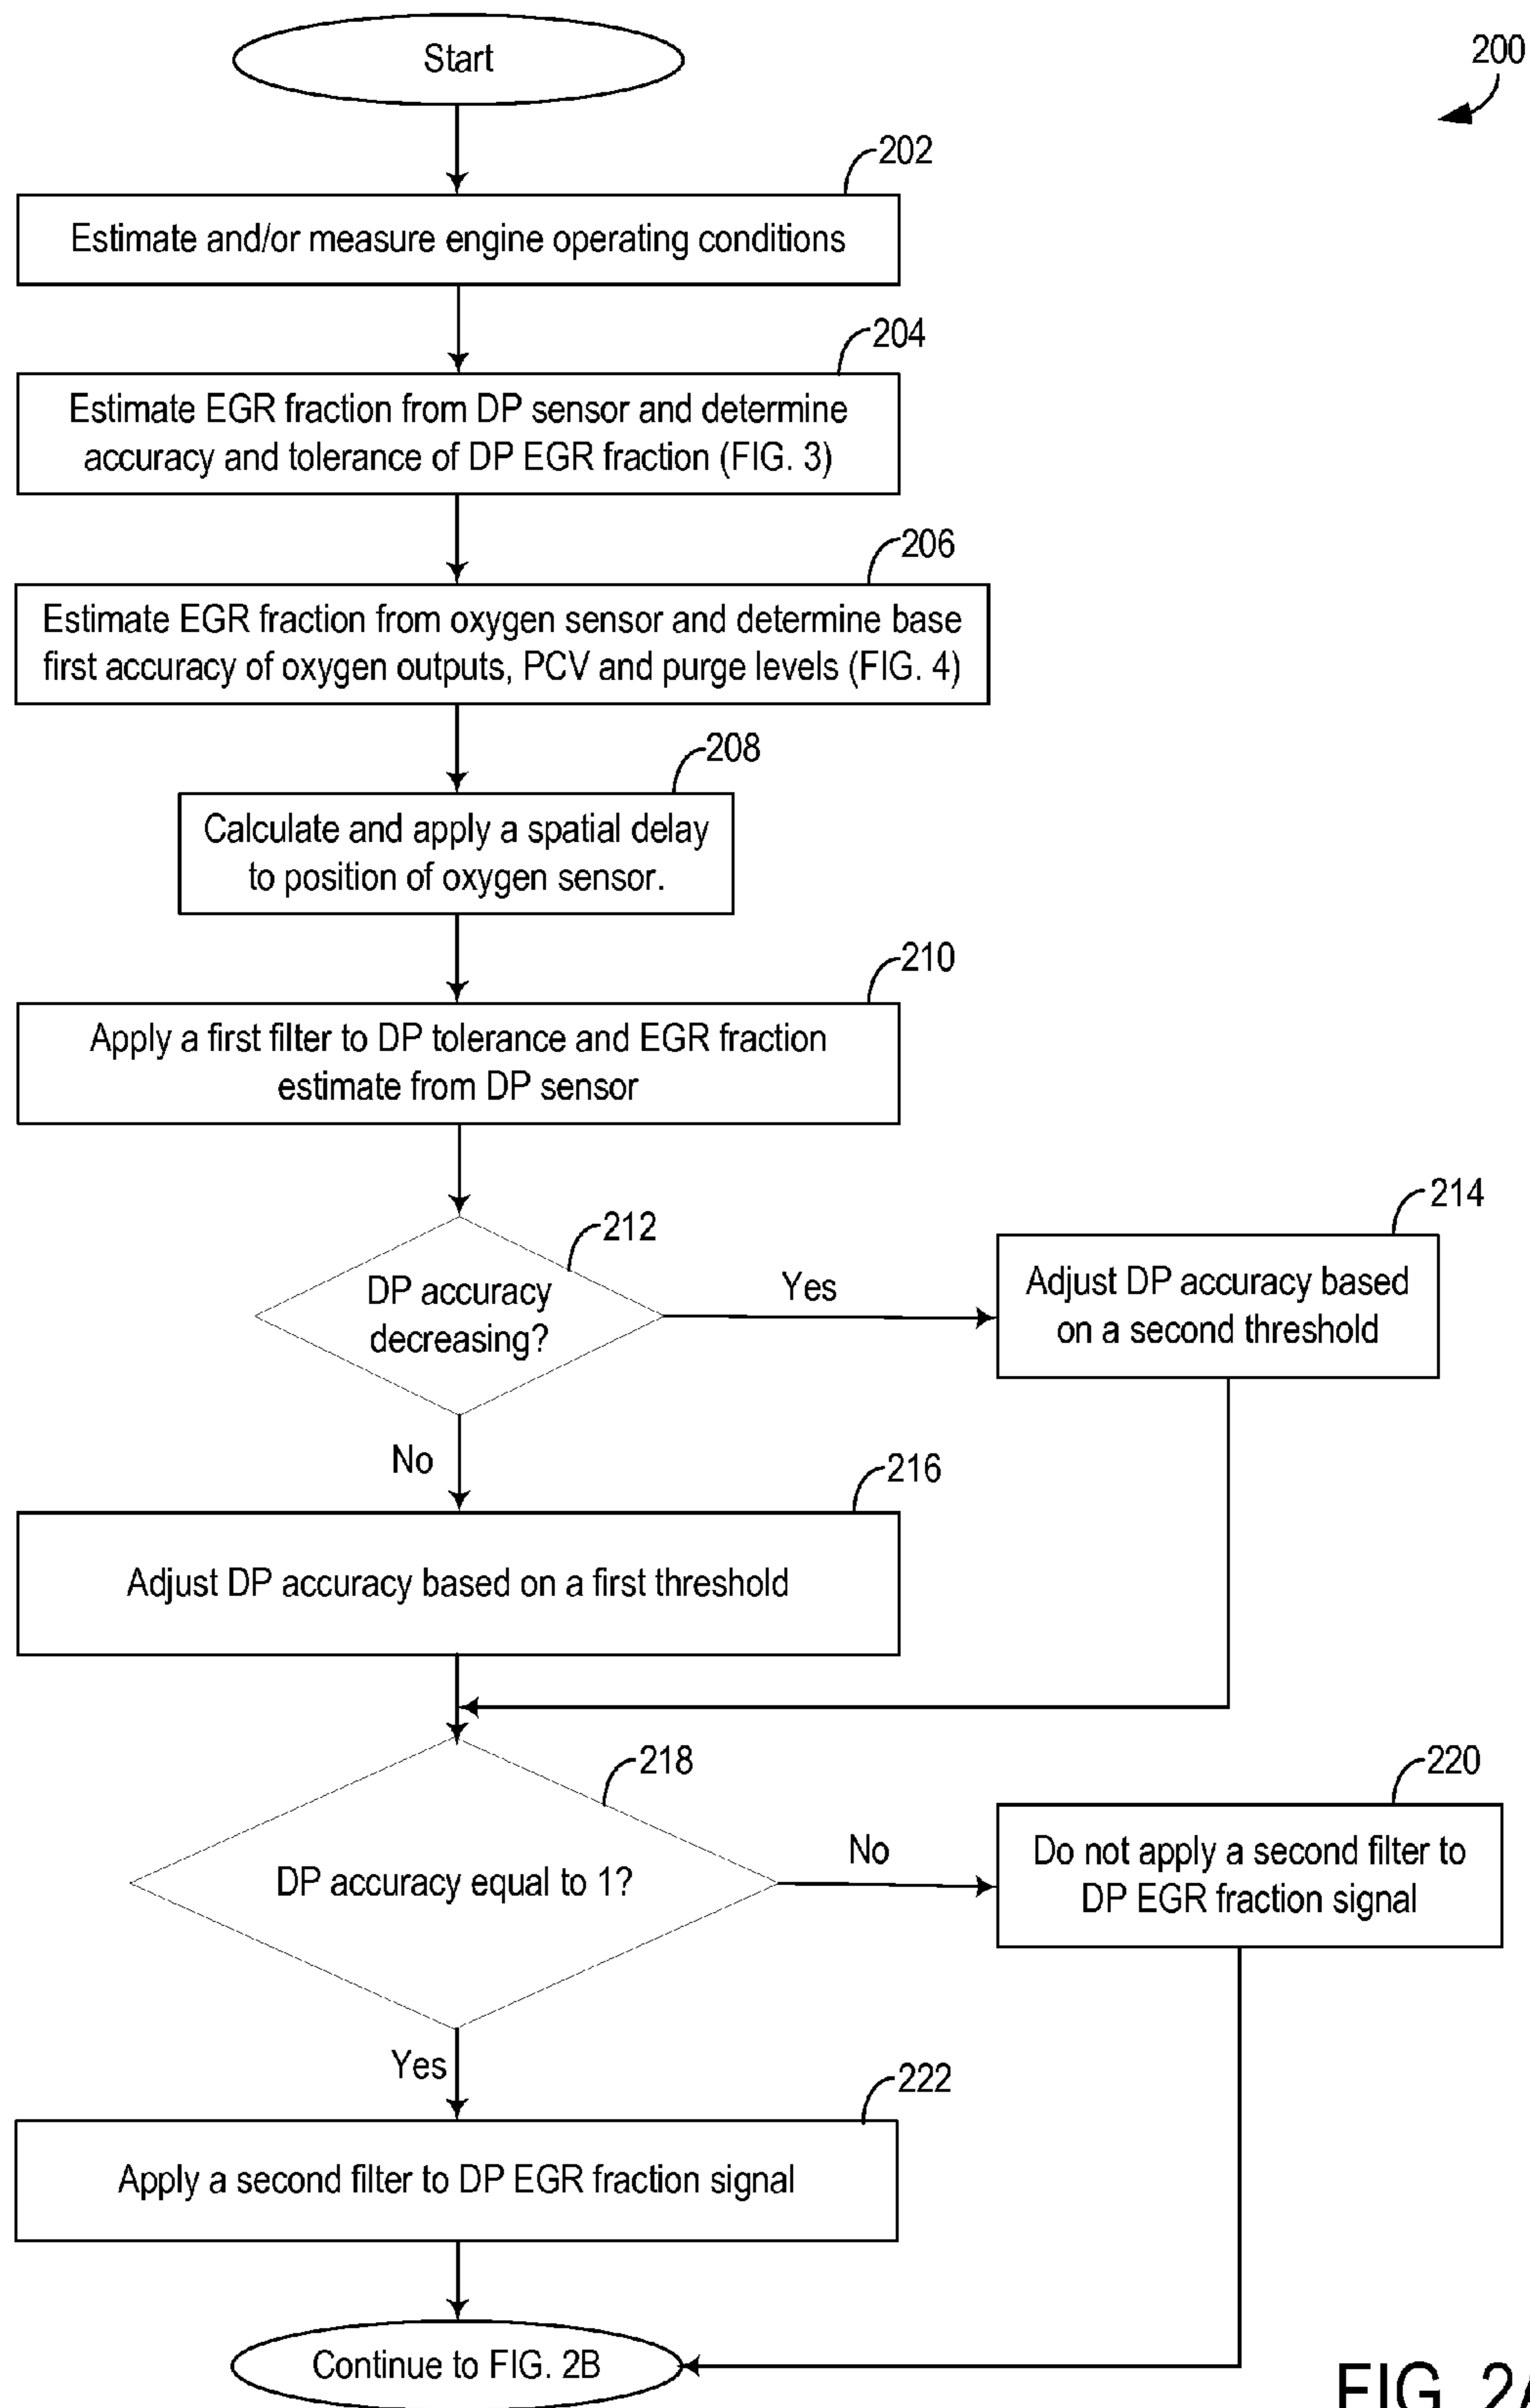 Start
200
202
Estimate and/or measure engine operating conditions
204
Estimate EGR fraction from DP sensor and determine
accuracy and tolerance of DP EGR fraction (FIG. 3)
206
Estimate EGR fraction from oxygen sensor and determine base
first accuracy of oxygen outputs, PCV and purge levels (FIG. 4)
208
Calculate and apply a spatial delay
to position of oxygen sensor.
210
Apply a first filter to DP tolerance and EGR fraction
estimate from DP sensor
212
DP accuracy
decreasing?
Yes
214
Adjust DP accuracy based
on a second threshold
No
216
Adjust DP accuracy based on a first threshold
218
DP accuracy equal to 1?
No
220
Do not apply a second filter to
DP EGR fraction signal
Yes
222
Apply a second filter to DP EGR fraction signal
Continue to FIG. 2B
FIG. 2A